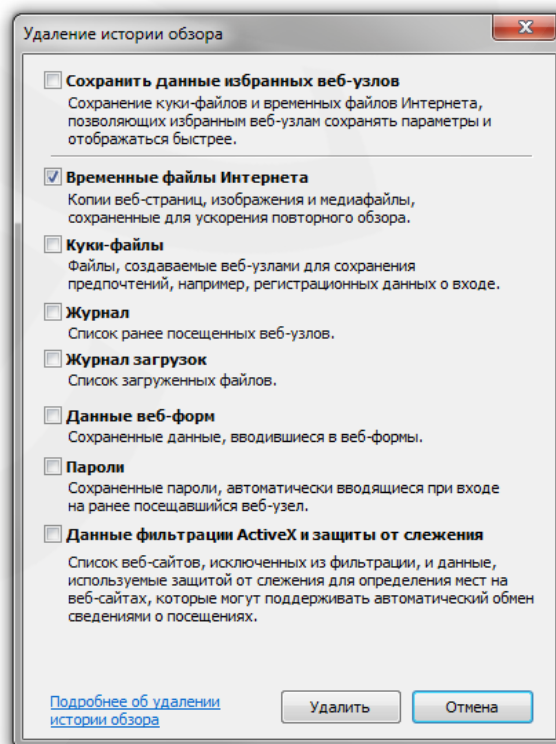 Удаление истории обзора
Сохранить данные избранных веб-узлов
Сохранение куки-файлов и временных файлов Интернета,
позволяющих избранным веб-узлам сохранять параметры и
отображаться быстрее.
Временные файлы Интернета
Копии веб-страниц, изображения и медиафайлы,
сохраненные для ускорения повторного обзора.
Куки-файлы
Файлы, создаваемые веб-узлами для сохранения
предпочтений, например, регистрационных данных о входе.
Журнал
Список ранее посещенных веб-узлов.
Журнал загрузок
Список загруженных файлов.
Данные веб-форм
Сохраненные данные, вводившиеся в веб-формы.
Пароли
Сохраненные пароли, автоматически вводящиеся при входе
на ранее посещавшийся веб-узел.
Данные фильтрации ActiveX и защиты от слежения
Список веб-сайтов, исключенных из фильтрации, и данные,
используемые защитой от слежения для определения мест на
веб-сайтах, которые могут поддерживать автоматический обмен
сведениями о посещениях.
Подробнее об удалении
истории обзора
Удалить
Отмена